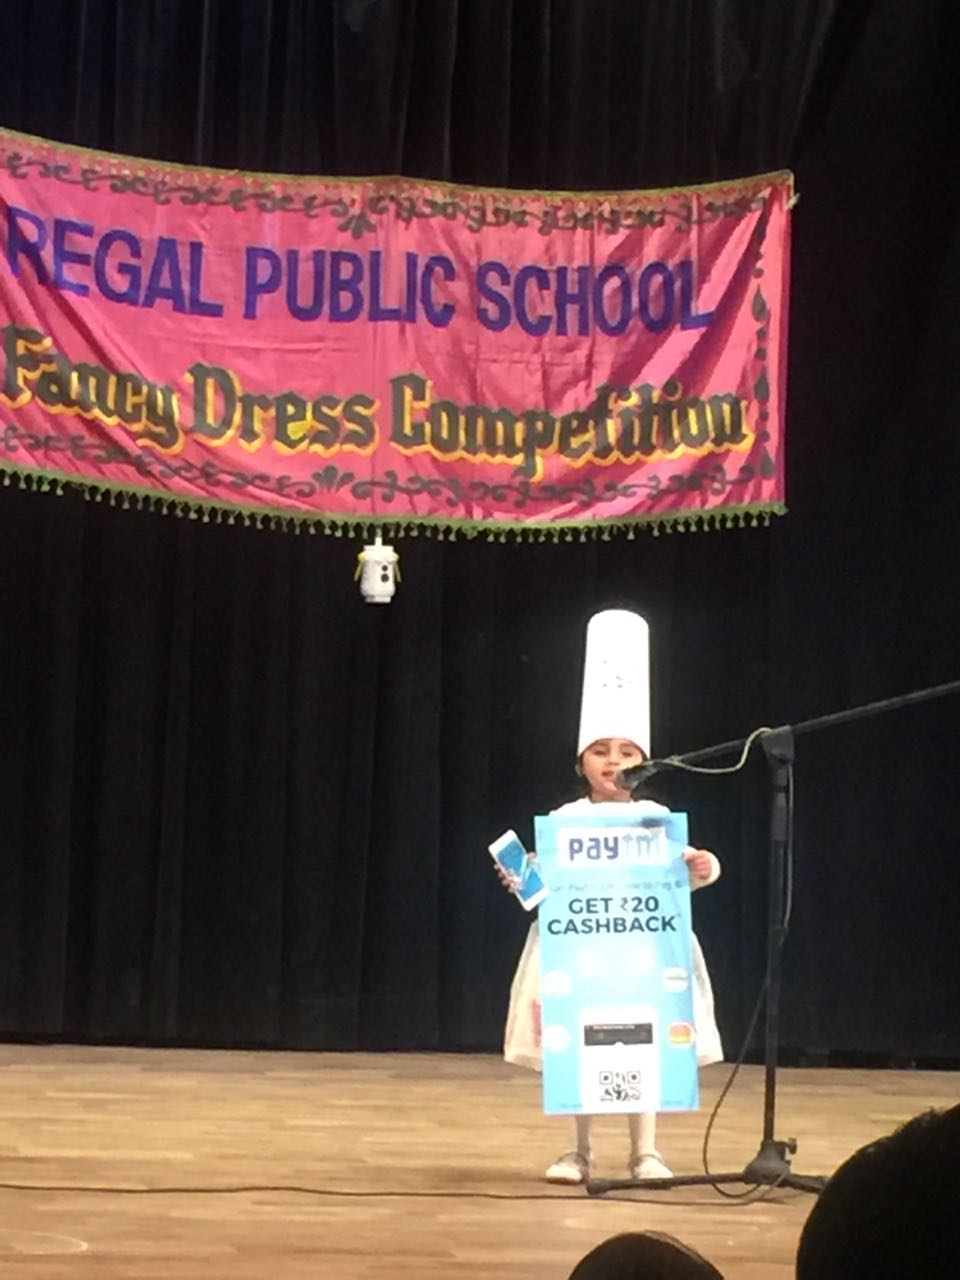 REGAL PUBLIC SCHOOL
Fancy Dress Competition
paytm
GET ₹20
CASHBACK